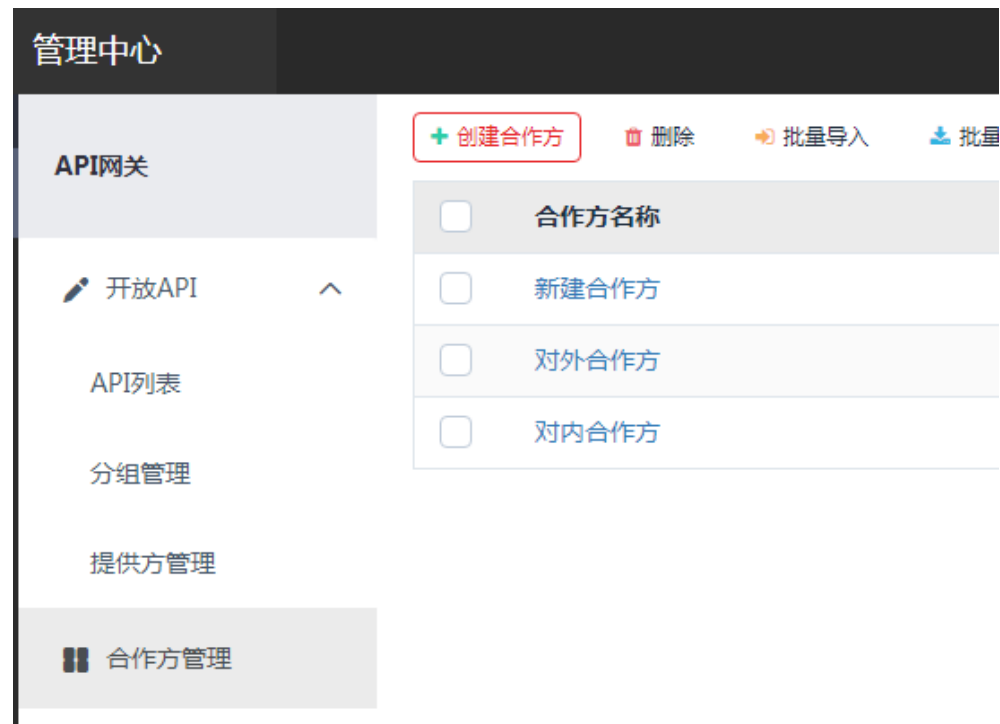 管理中心
API网关
开放API
API列表
分组管理
提供方管理
合作方管理
创建合作方 删除 批量导入 批量
合作方名称
新建合作方
对外合作方
对内合作方